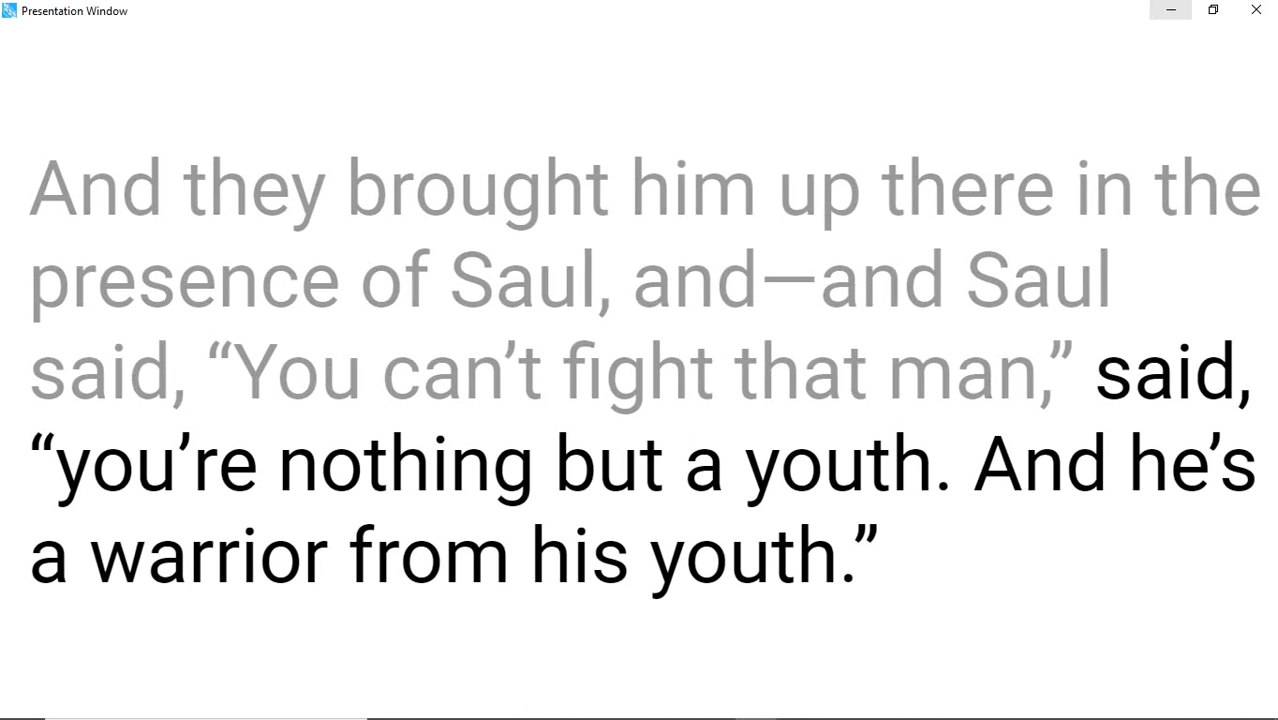 Presentation Window
And they brought him up there in the
presence of Saul, and—and Saul
said, “You can’t fight that man,” said,
“you’re nothing but a youth. And he’s
a warrior from his youth.”